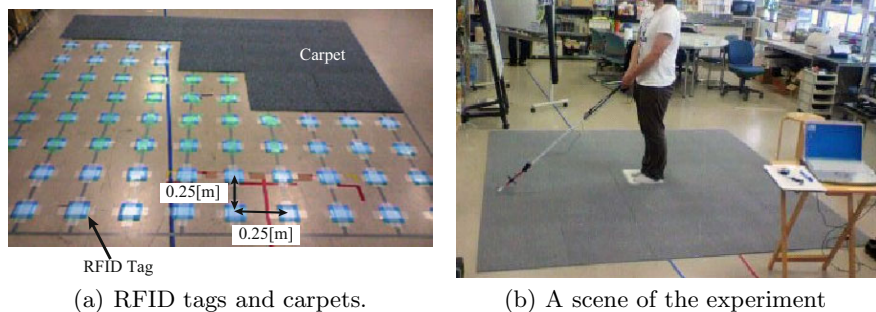 Carpet
0.25[m]
0.25[m]
RFID Tag
(a) RFID tags and carpets.
(b) A scene of the experiment